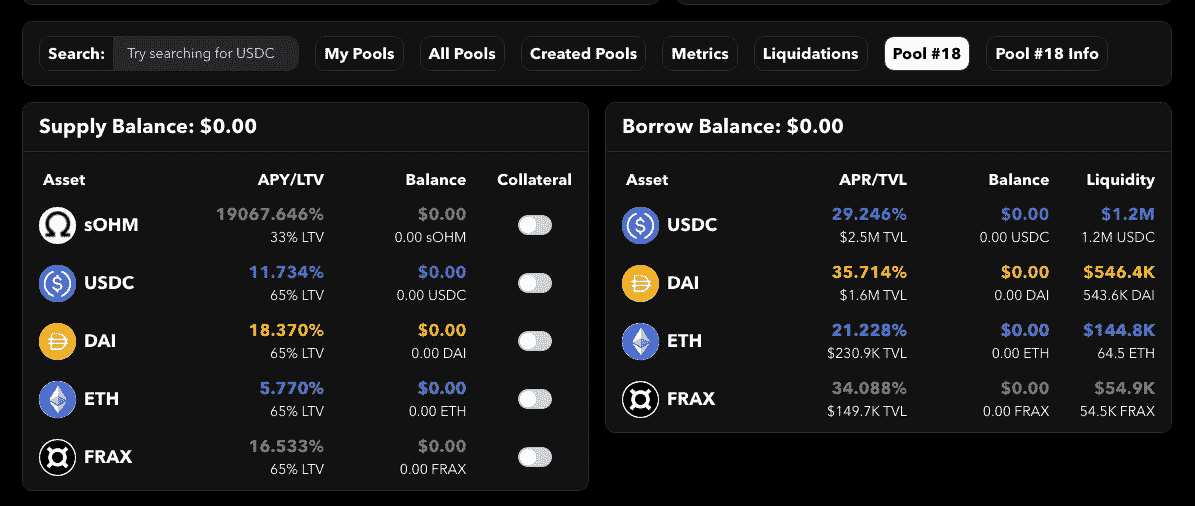 Search: Try searching for USDC My Pools All Pools Created Pools Metrics Liquidations Pool #18 Pool #18 Info
Supply Balance: $0.00
Asset APY/LTV Balance Collateral
sOHM 19067.646% $0.00
33% LTV 0.00 sOHM
USDC 11.734% $0.00
65% LTV 0.00 USDC
DAI 18.370% $0.00
65% LTV 0.00 DAI
ETH 5.770% $0.00
65% LTV 0.00 ETH
FRAX 16.533% $0.00
65% LTV 0.00 FRAX
Borrow Balance: $0.00
Asset APR/TVL Balance Liquidity
USDC 29.246% $0.00 $1.2M
$2.5M TVL 0.00 USDC 1.2M USDC
DAI 35.714% $0.00 $546.4K
$1.6M TVL 0.00 DAI 543.6K DAI
ETH 21.228% $0.00 $144.8K
$230.9K TVL 0.00 ETH 64.5 ETH
FRAX 34.088% $0.00 $54.9K
$149.7K TVL 0.00 FRAX 54.5K FRAX